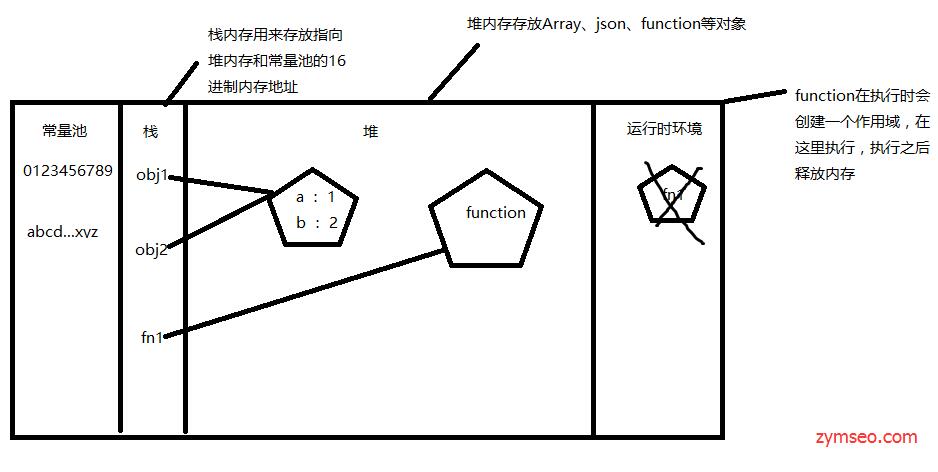 栈内存用来存放指向
堆内存和常量池的16
进制内存地址
堆内存存放Array、json、function等对象
function在执行时会
创建一个作用域，在
这里执行，执行之后
释放内存
常量池
栈
堆
运行时环境
0123456789
obj1
a : 1
b : 2
function
fn1
abcd...xyz
obj2
fn1
zymseo.com